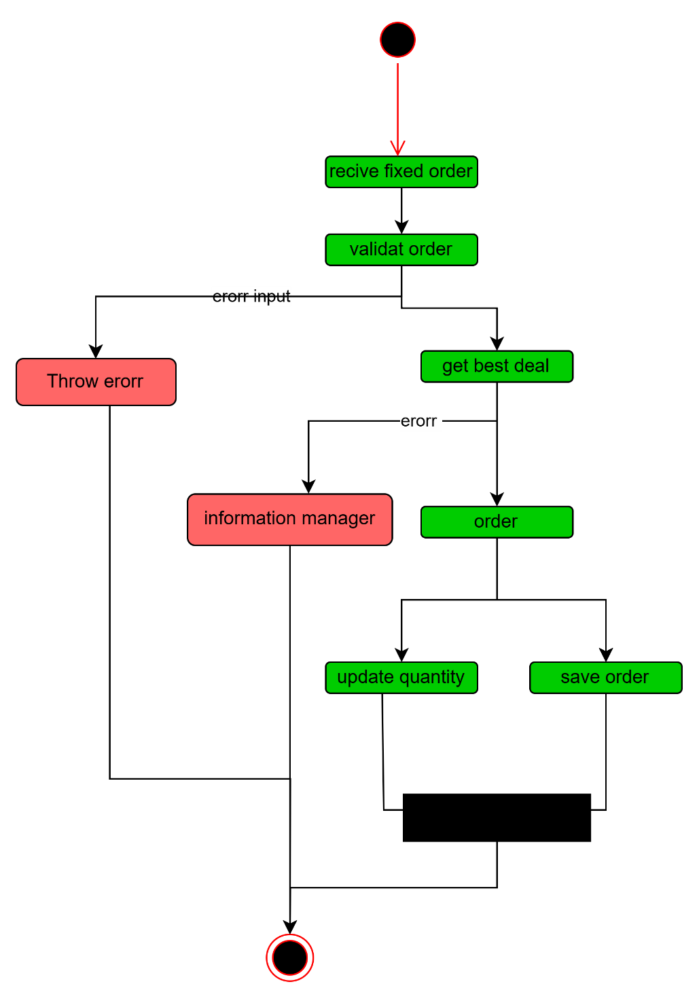 recive fixed order
validat order
erorr input
Throw erorr
get best deal
erorr
information manager
order
update quantity
save order